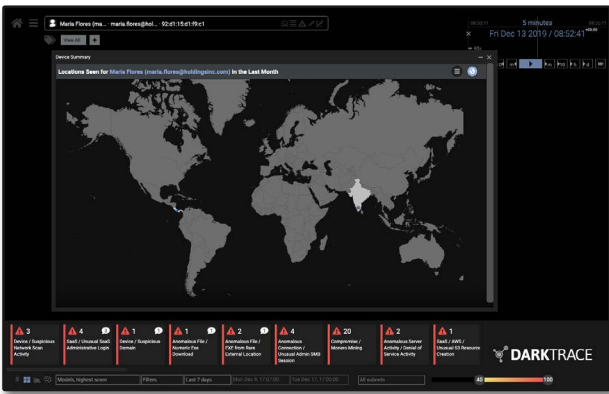 Maria Flores (ma... · maria.flores@hol... · 92:d1:15:d1:f9:c1
5 minutes
Fri Dec 13 2019 / 08:52:41
View All +
Device Summary
Locations Seen for Maria Flores (maria.flores@holdingsinc.com) in the Last Month
3
Device / Suspicious
Network Scan
Activity
4
SaaS / Unusual SaaS
Administrative Login
1
Device / Suspicious
Domain
1
Anomalous File /
Numeric Exe
Download
2
Anomalous File /
EXE from Rare
External Location
4
Anomalous
Connection /
Unusual Admin SMB
Session
20
Compromise /
Monero Mining
2
Anomalous Server
Activity / Denial of
Service Activity
1
SaaS / AWS /
Unusual S3 Resource
Creation
DARKTRACE
Models, highest score
Filters
Last 7 days
All subnets
40
100